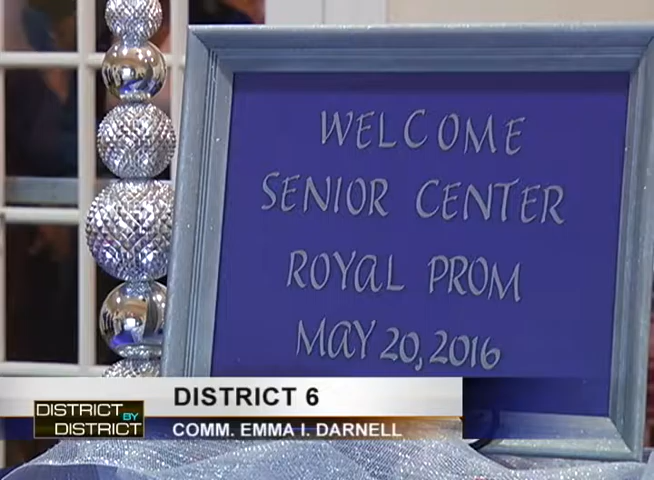 WELCOME
SENIOR CENTER
ROYAL PROM
MAY 20, 2016
DISTRICT 6
DISTRICT BY
DISTRICT
COMM. EMMA I. DARNELL